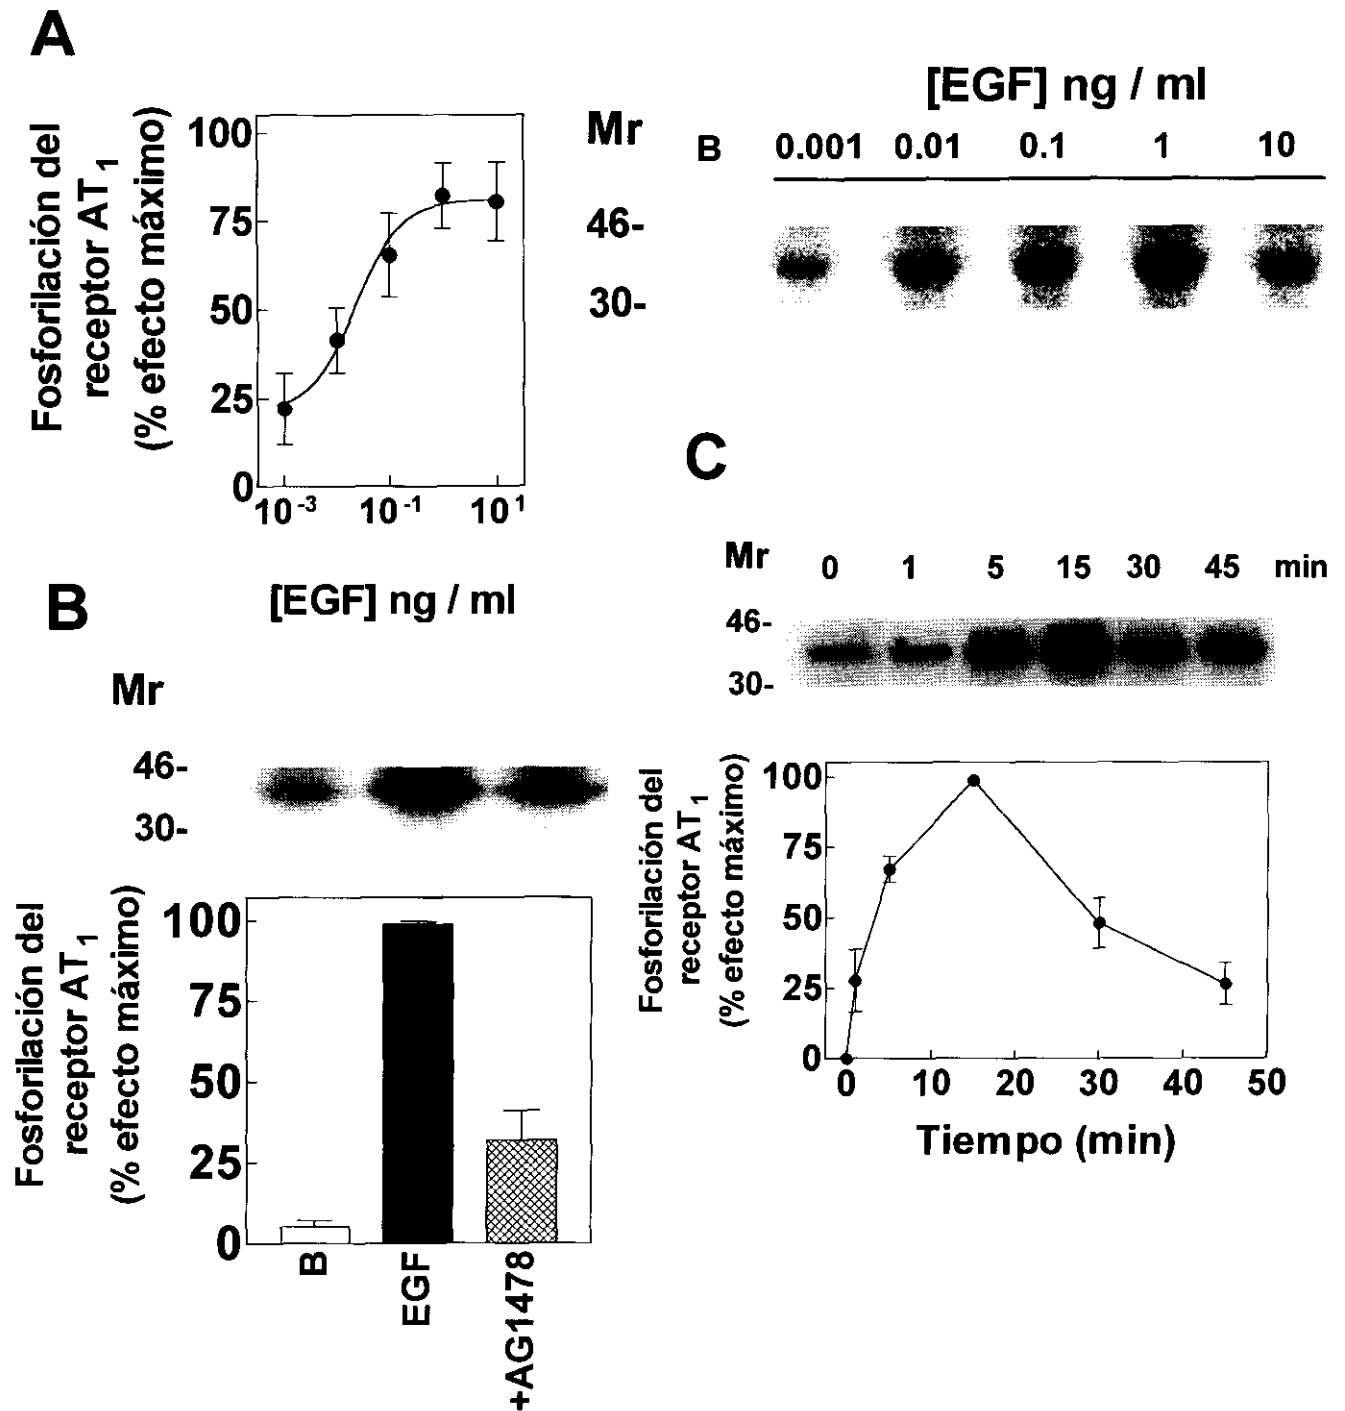 A
Fosforilación del
receptor AT1
(% efecto máximo)
100
75
50
25
0
10-3 10-1 101
[EGF] ng / ml
[EGF] ng / ml
Mr
B 0.001 0.01 0.1 1 10
46-
30-
B
Mr
46-
30-
Fosforilación del
receptor AT1
(% efecto máximo)
100
75
50
25
0
B
EGF
+AG1478
C
Mr 0 1 5 15 30 45 min
46-
30-
Fosforilación del
receptor AT1
(% efecto máximo)
100
75
50
25
0
0 10 20 30 40 50
Tiempo (min)